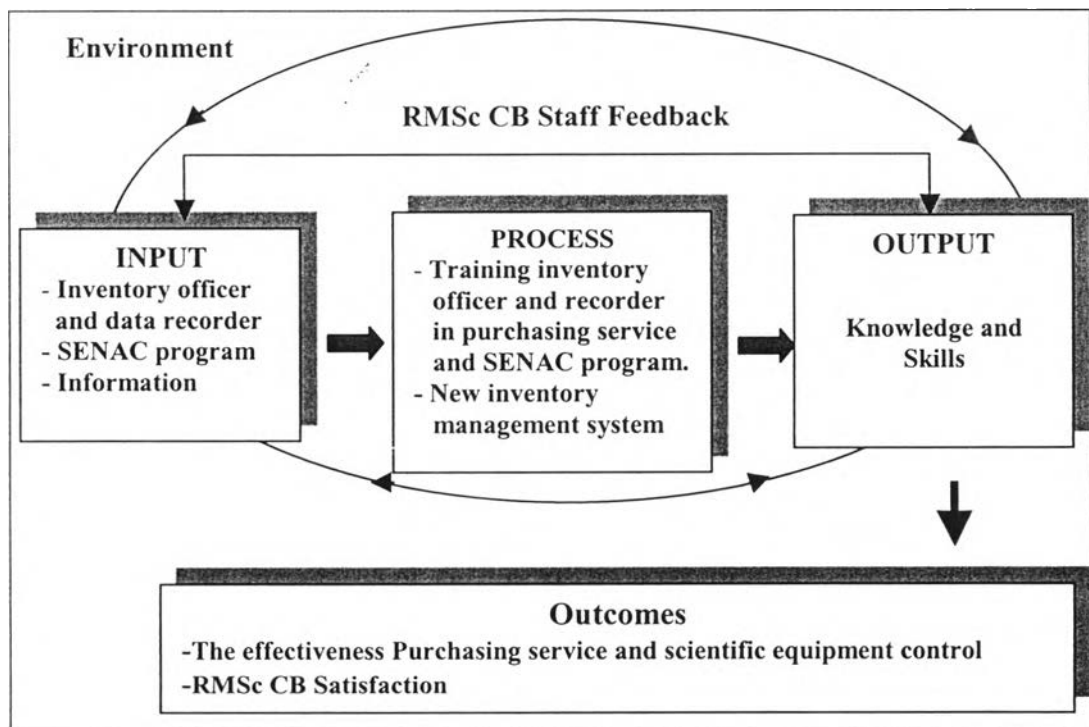 Environment
RMSc CB Staff Feedback
INPUT
- Inventory officer
and data recorder
- SENAC program
- Information
PROCESS
- Training inventory
officer and recorder
in purchasing service
and SENAC program.
- New inventory
management system
OUTPUT
Knowledge and
Skills
Outcomes
-The effectiveness Purchasing service and scientific equipment control
-RMSc CB Satisfaction